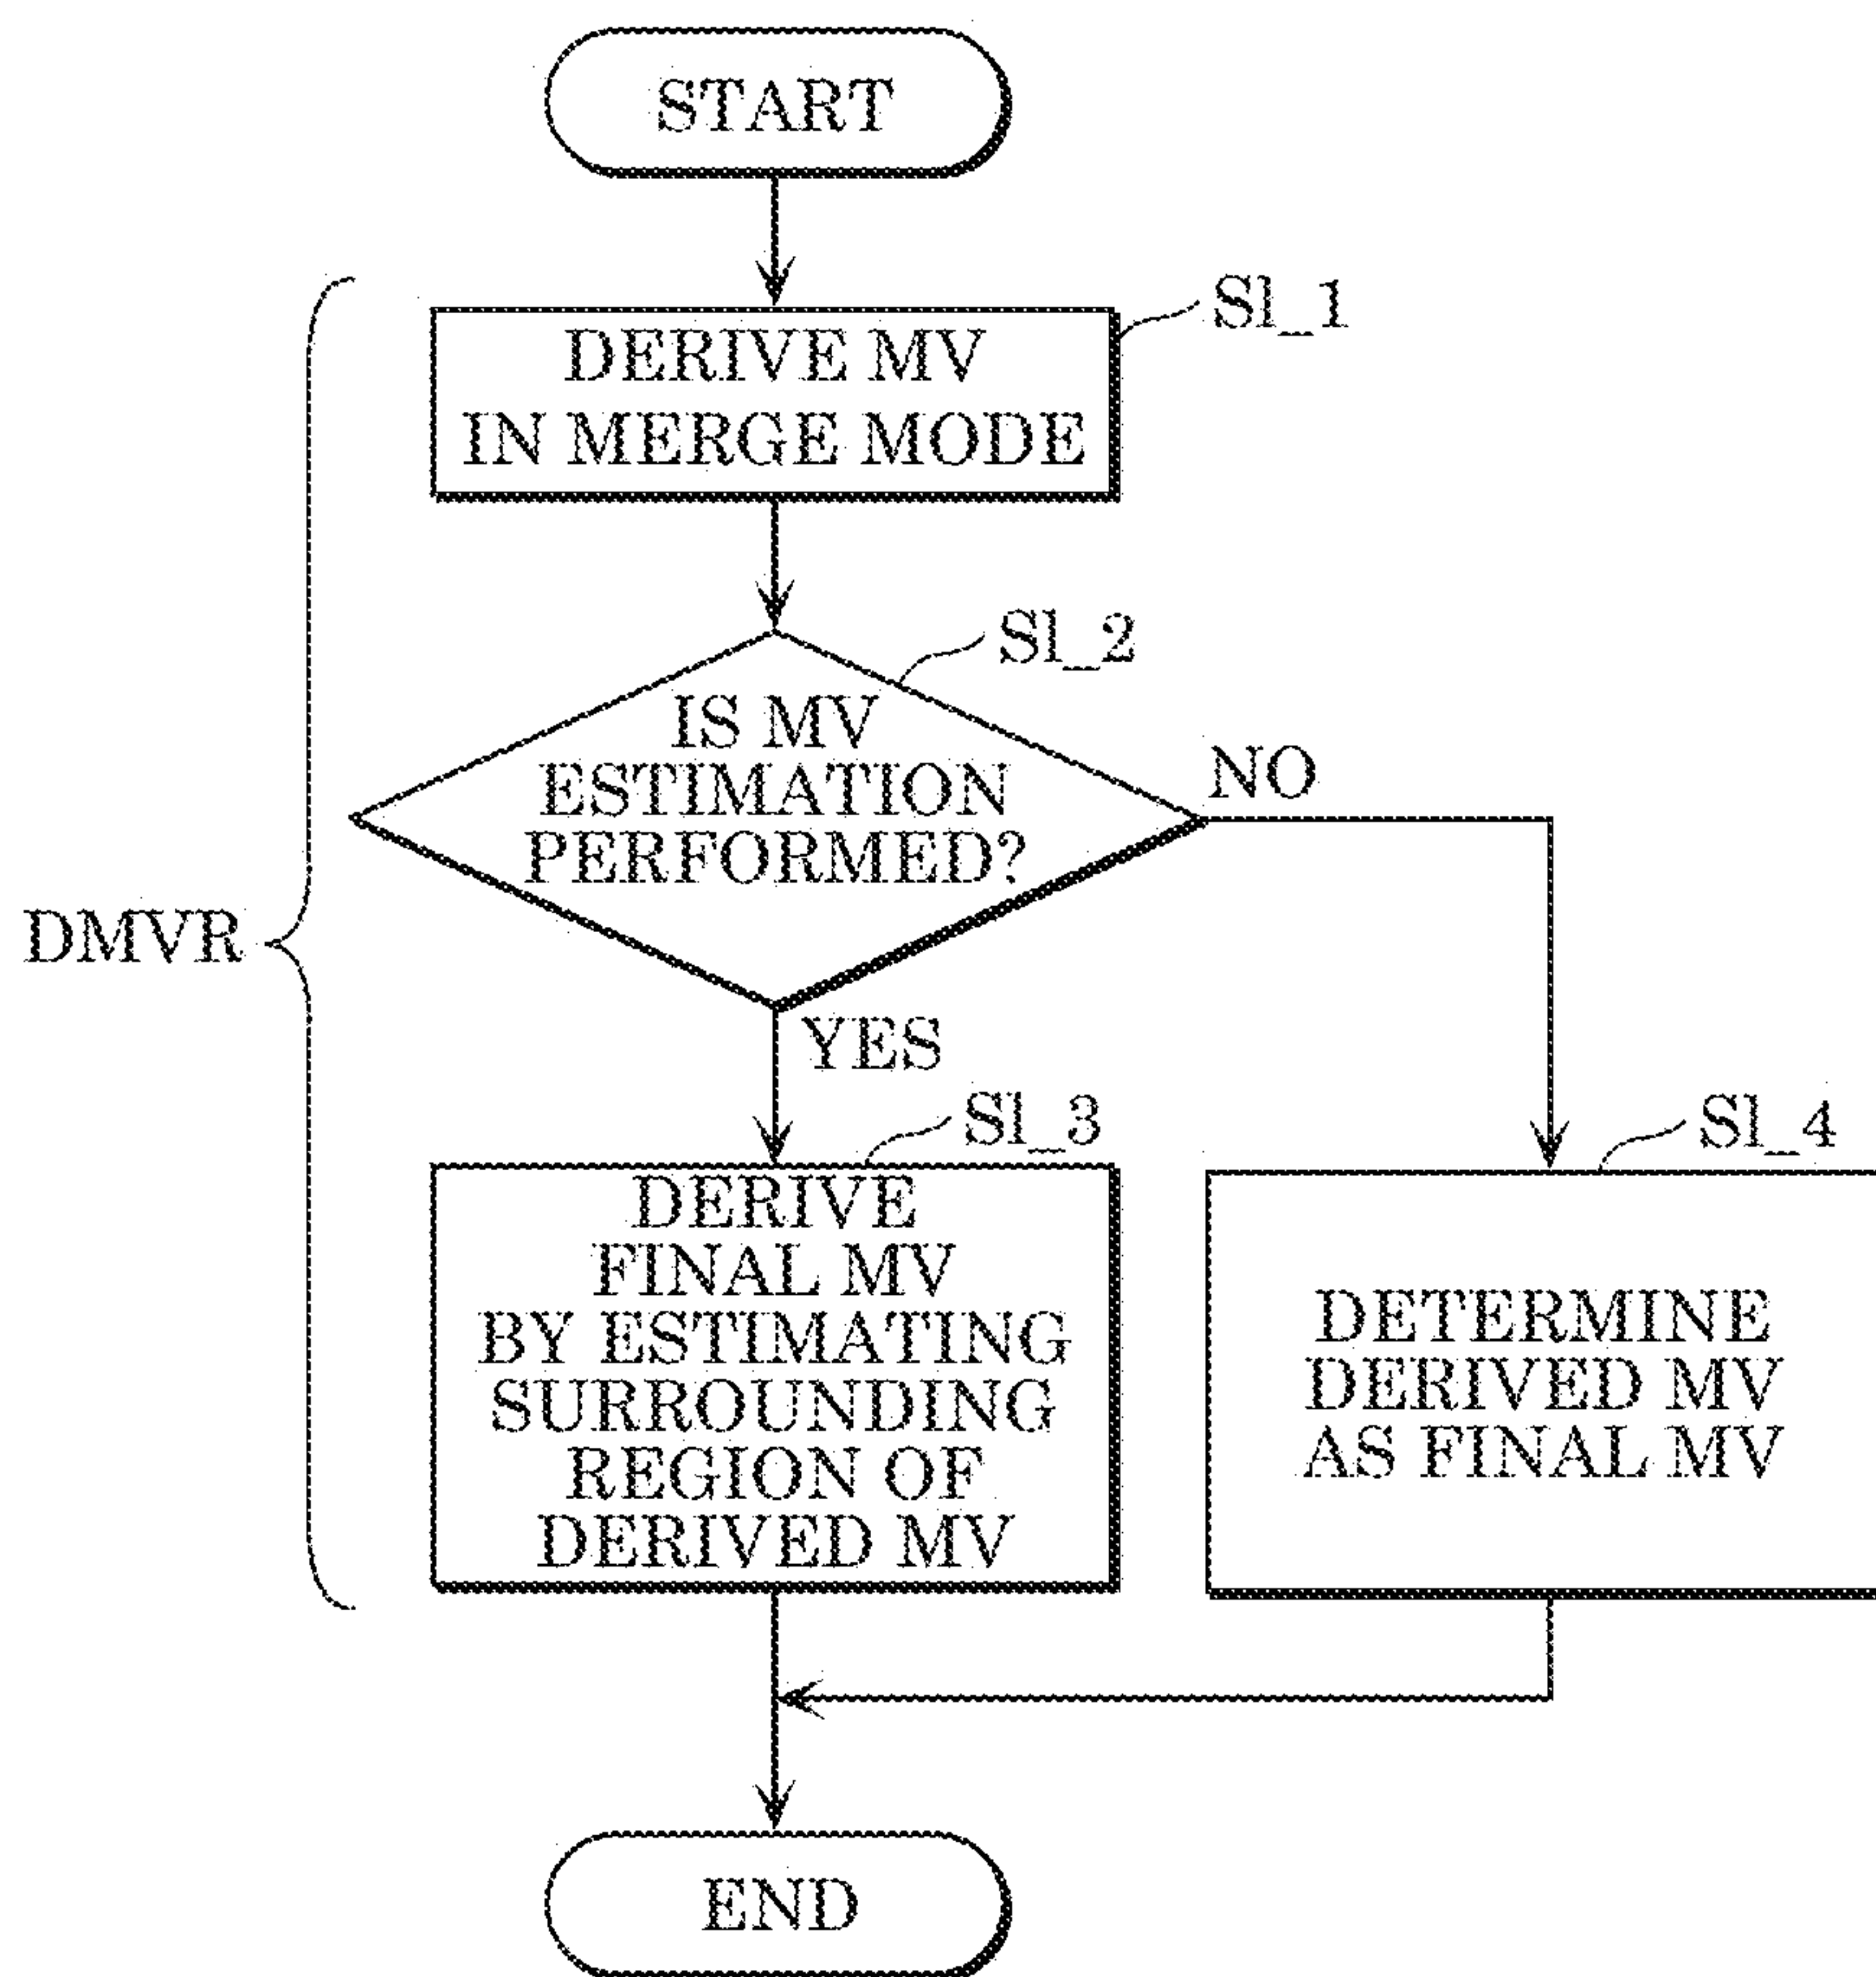 START
Sl_1
DERIVE MV
IN MERGE MODE
Sl_2
IS MV
ESTIMATION
PERFORMED?
NO
DMVR
YES
Sl_3
Sl_4
DERIVE
FINAL MV
BY ESTIMATING
SURROUNDING
REGION OF
DERIVED MV
DETERMINE
DERIVED MV
AS FINAL MV
END